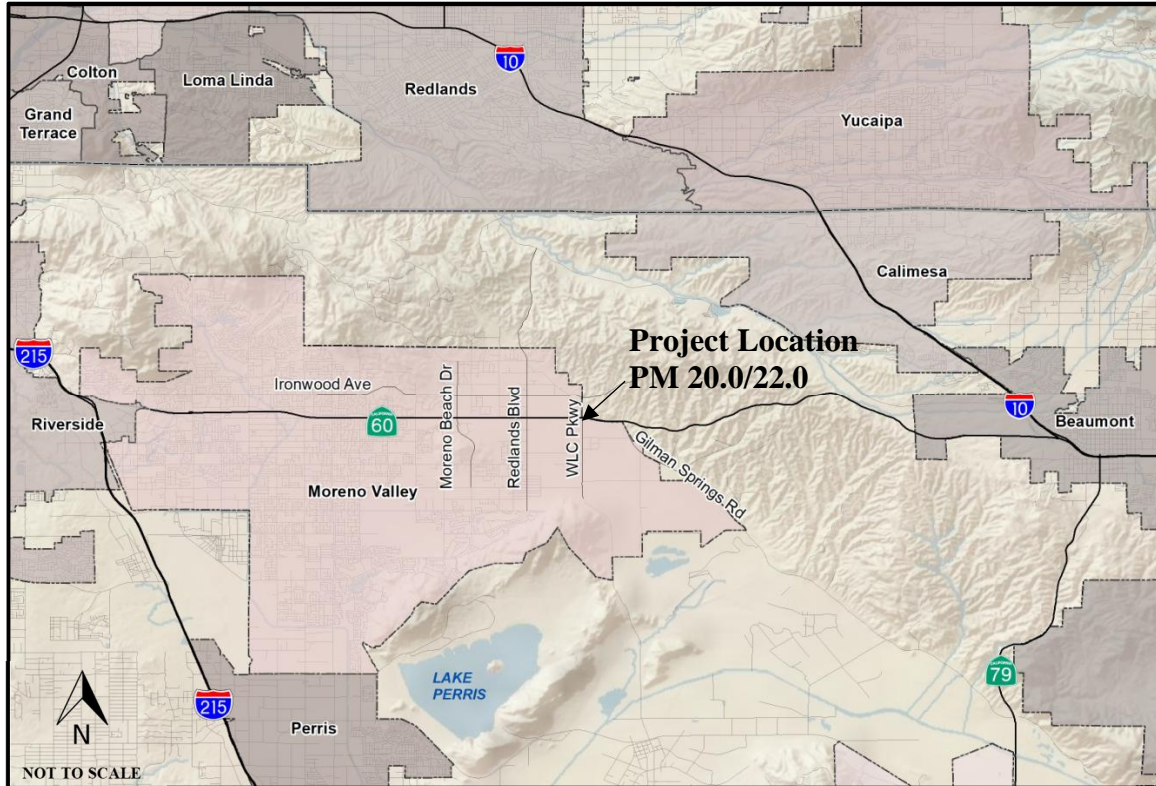 10
Colton
Loma Linda
Redlands
Grand
Terrace
Yucaipa
Calimesa
Project Location
PM 20.0/22.0
215
Ironwood Ave
Moreno Beach Dr
Redlands Blvd
WLC Pkwy
10
Riverside
CALIFORNIA
60
Beaumont
Gilman Springs Rd
Moreno Valley
LAKE
PERRIS
CALIFORNIA
79
215
Perris
N
NOT TO SCALE